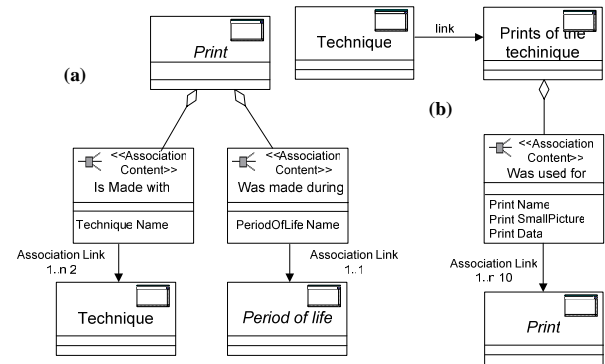 (a)
Print
<<Association
Content>>
Is Made with
Technique Name
<<Association
Content>>
Was made during
PeriodOfLife Name
Association Link
1..n 2
Association Link
1..1
Technique
Period of life
(b)
Technique
link
Prints of the
techinique
<<Association
Content>>
Was used for
Print Name
Print SmallPicture
Print Data
Association Link
1..n 10
Print